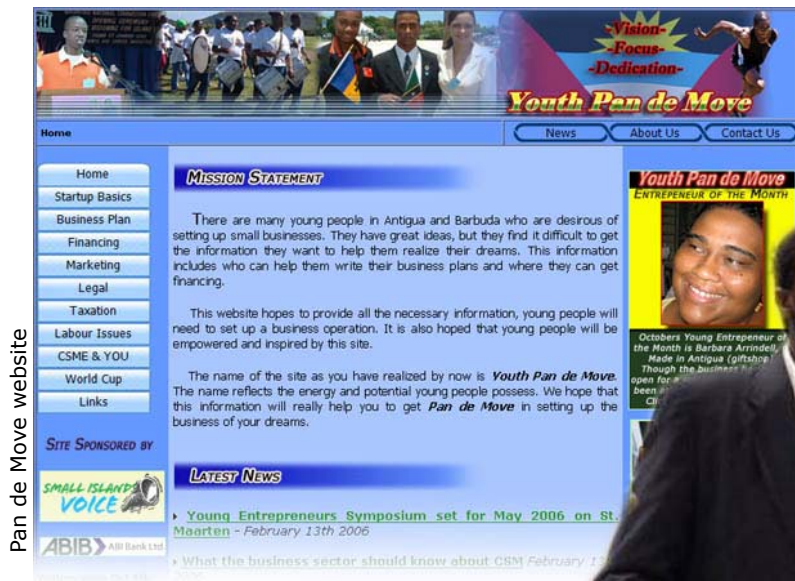 -Vision-
-Focus-
-Dedication-
Youth Pan de Move
Home
News
About Us
Contact Us
Home
Startup Basics
Business Plan
Financing
Marketing
Legal
Taxation
Labour Issues
CSME & YOU
World Cup
Links
SITE SPONSORED BY
SMALL ISLANDS
VOICE
ABIB ABI Bank Ltd
MISSION STATEMENT
There are many young people in Antigua and Barbuda who are desirous of
setting up small businesses. They have great ideas, but they find it difficult to get
the information they want to help them realize their dreams. This information
includes who can help them write their business plans and where they can get
financing.
This website hopes to provide all the necessary information, young people will
need to set up a business operation. It is also hoped that young people will be
empowered and inspired by this site.
The name of the site as you have realized by now is Youth Pan de Move.
The name reflects the energy and potential young people possess. We hope that
this information will really help you to get Pan de Move in setting up the
business of your dreams.
LATEST NEWS
Young Entrepreneurs Symposium set for May 2006 on St.
Maarten - February 13th 2006
What the business sector should know about CSM February
2006
Youth Pan de Move
ENTREPENEUR OF THE MONTH
Octobers Young Entrepeneur of
the Month is Barbara Arrindell,
Made in Antigua (giftshop)
Though the business
open for a
been a
Pan de Move website